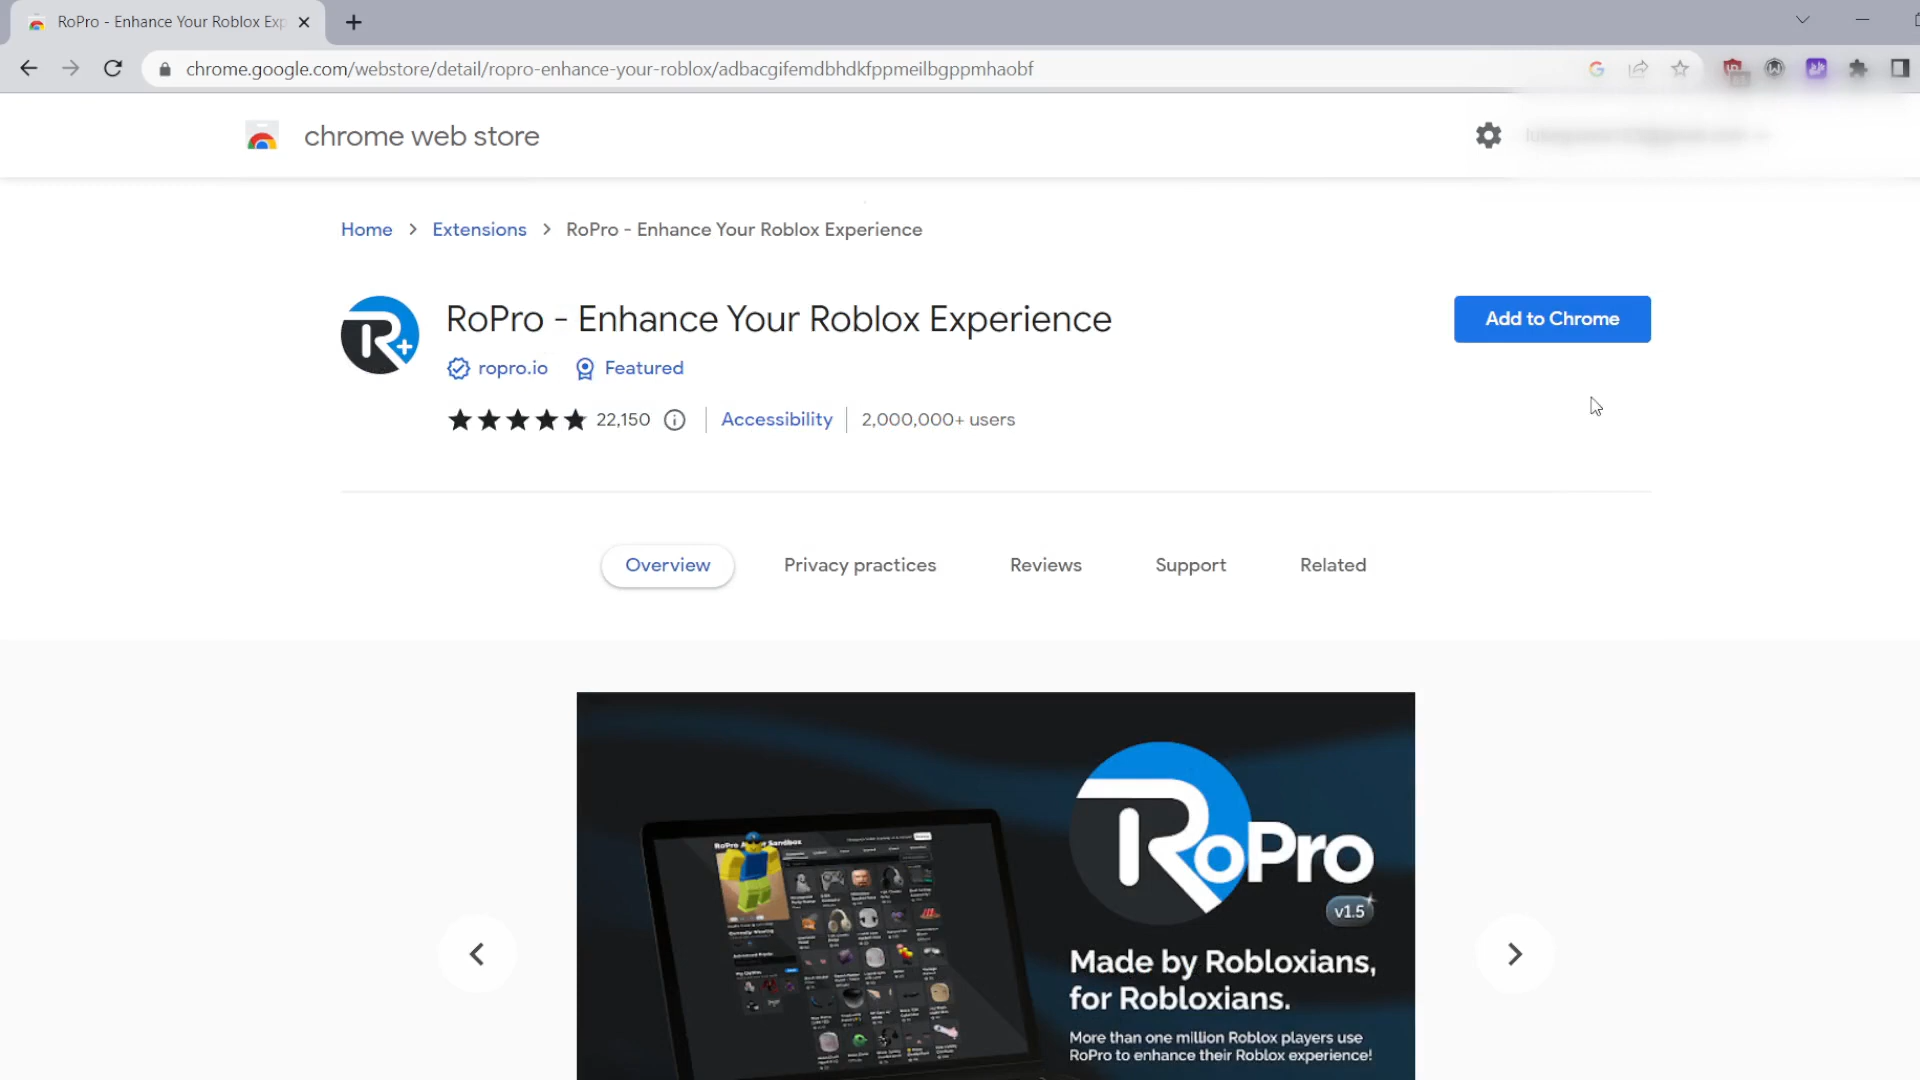 RoPro - Enhance Your Roblox Exp
chrome.google.com/webstore/detail/ropro-enhance-your-roblox/adbacgifemdbhdkfppmeilbgppmhaobf
chrome web store
Home > Extensions > RoPro - Enhance Your Roblox Experience
RoPro - Enhance Your Roblox Experience
Add to Chrome
ropro.io Featured
22,150 Accessibility 2,000,000+ users
Overview Privacy practices Reviews Support Related
RoPro
v1.5
Made by Robloxians,
for Robloxians.
More than one million Roblox players use
RoPro to enhance their Roblox experience!